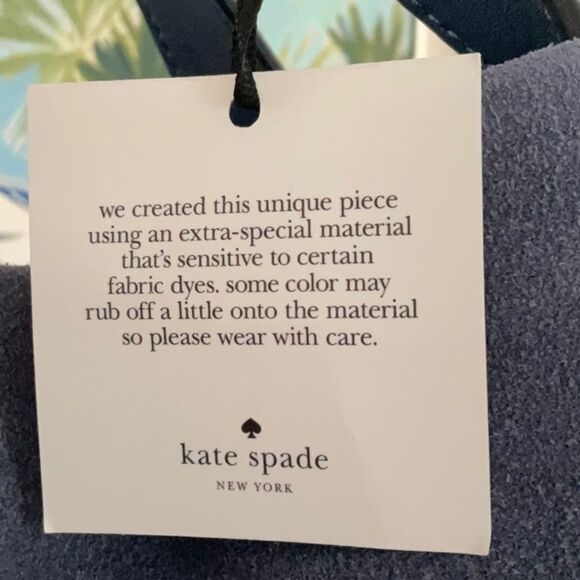 we created this unique piece
using an extra-special material
that's sensitive to certain
fabric dyes. some color may
rub off a little onto the material
so please wear with care.
kate spade
NEW YORK